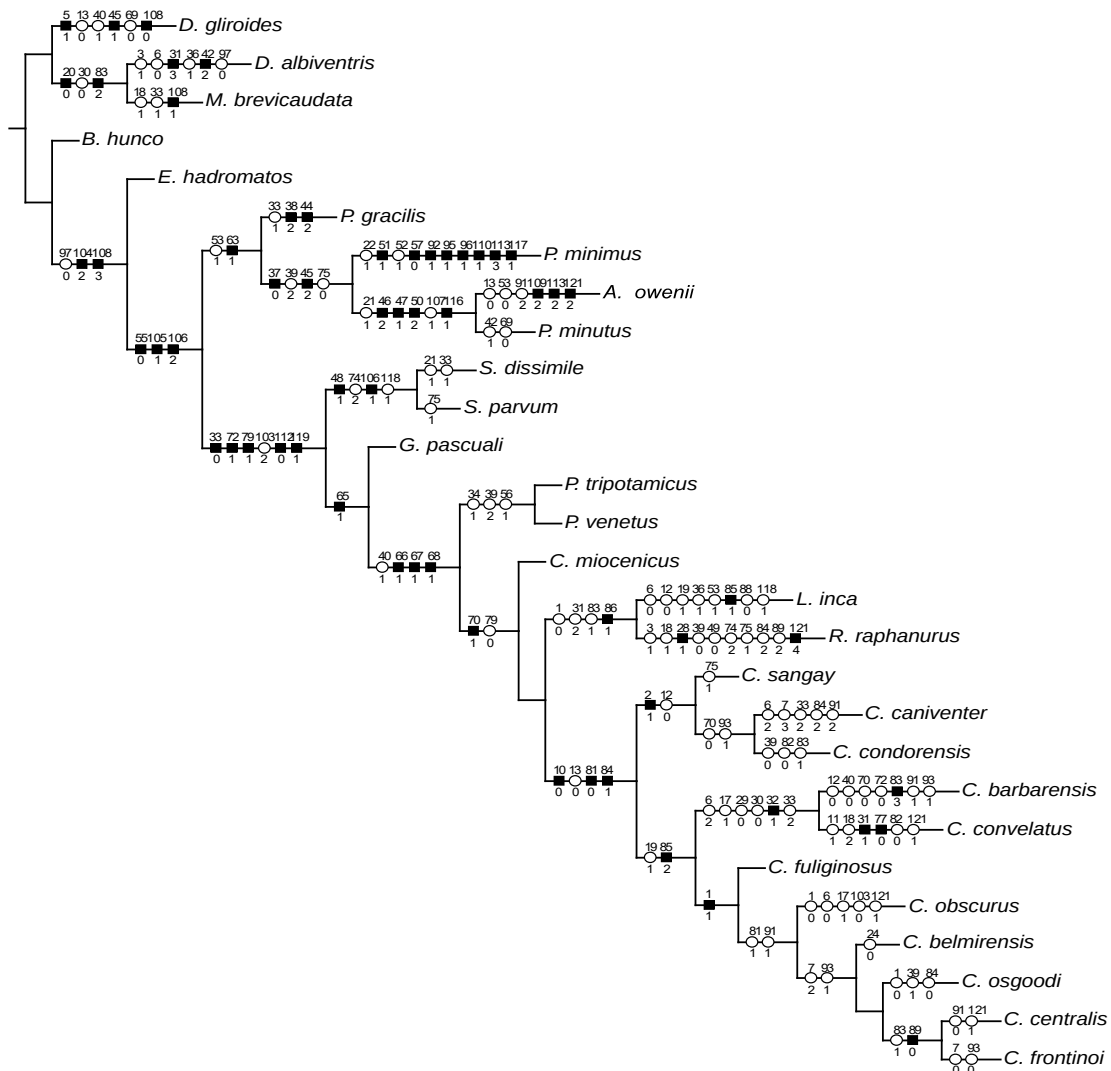 5 13 40 45 69 108
D. gliroides
1 0 1 1 0 0
3 6 31 36 42 97
D. albiventris
20 30 83
1 0 3 1 2 0
0 0 2
18 33 108
M. brevicaudata
1 1 1
B. hunco
E. hadromatos
33 38 44
P. gracilis
1 2 2
53 63
1 1
97 104 108
0 2 3
22 51 52 57 92 95 96 110 113 117
P. minimus
1 1 1 0 1 1 1 1 3 1
37 39 45 75
0 2 2 0
13 53 91 109 113 121
A. owenii
0 0 2 2 2 2
21 46 47 50 107 116
1 2 1 2 1 1
42 69
P. minutus
1 0
55 105 106
0 1 2
21 33
S. dissimile
1 1
48 74 106 118
1 2 1 1
75
S. parvum
1
33 72 79 103 112 119
G. pascuali
0 1 1 2 0 1
65
1
P. tripotamicus
34 39 56
1 2 1
P. venetus
40 66 67 68
C. miocenicus
1 1 1 1
6 12 19 36 53 85 88 118
L. inca
0 0 1 1 1 1 0 1
1 31 83 86
0 2 1 1
70 79
1 0
3 18 28 39 49 74 75 84 89 121
R. raphanurus
1 1 1 0 0 2 1 2 2 4
75
C. sangay
1
2 12
1 0
6 7 33 84 91
C. caniventer
2 3 2 2 2
70 93
0 1
39 82 83
C. condorensis
0 0 1
10 13 81 84
0 0 0 1
12 40 70 72 83 91 93
C. barbarensis
0 0 0 0 3 1 1
6 17 29 30 32 33
2 1 0 0 1 2
11 18 31 77 82 121
C. convelatus
1 2 1 0 0 1
19 85
1 2
C. fuliginosus
1
1
1 6 17 103 121
C. obscurus
0 0 1 0 1
81 91
1 1
24
C. belmirensis
0
7 93
2 1
1 39 84
C. osgoodi
0 1 0
91 121
C. centralis
0 1
83 89
1 0
7 93
C. frontinoi
0 0